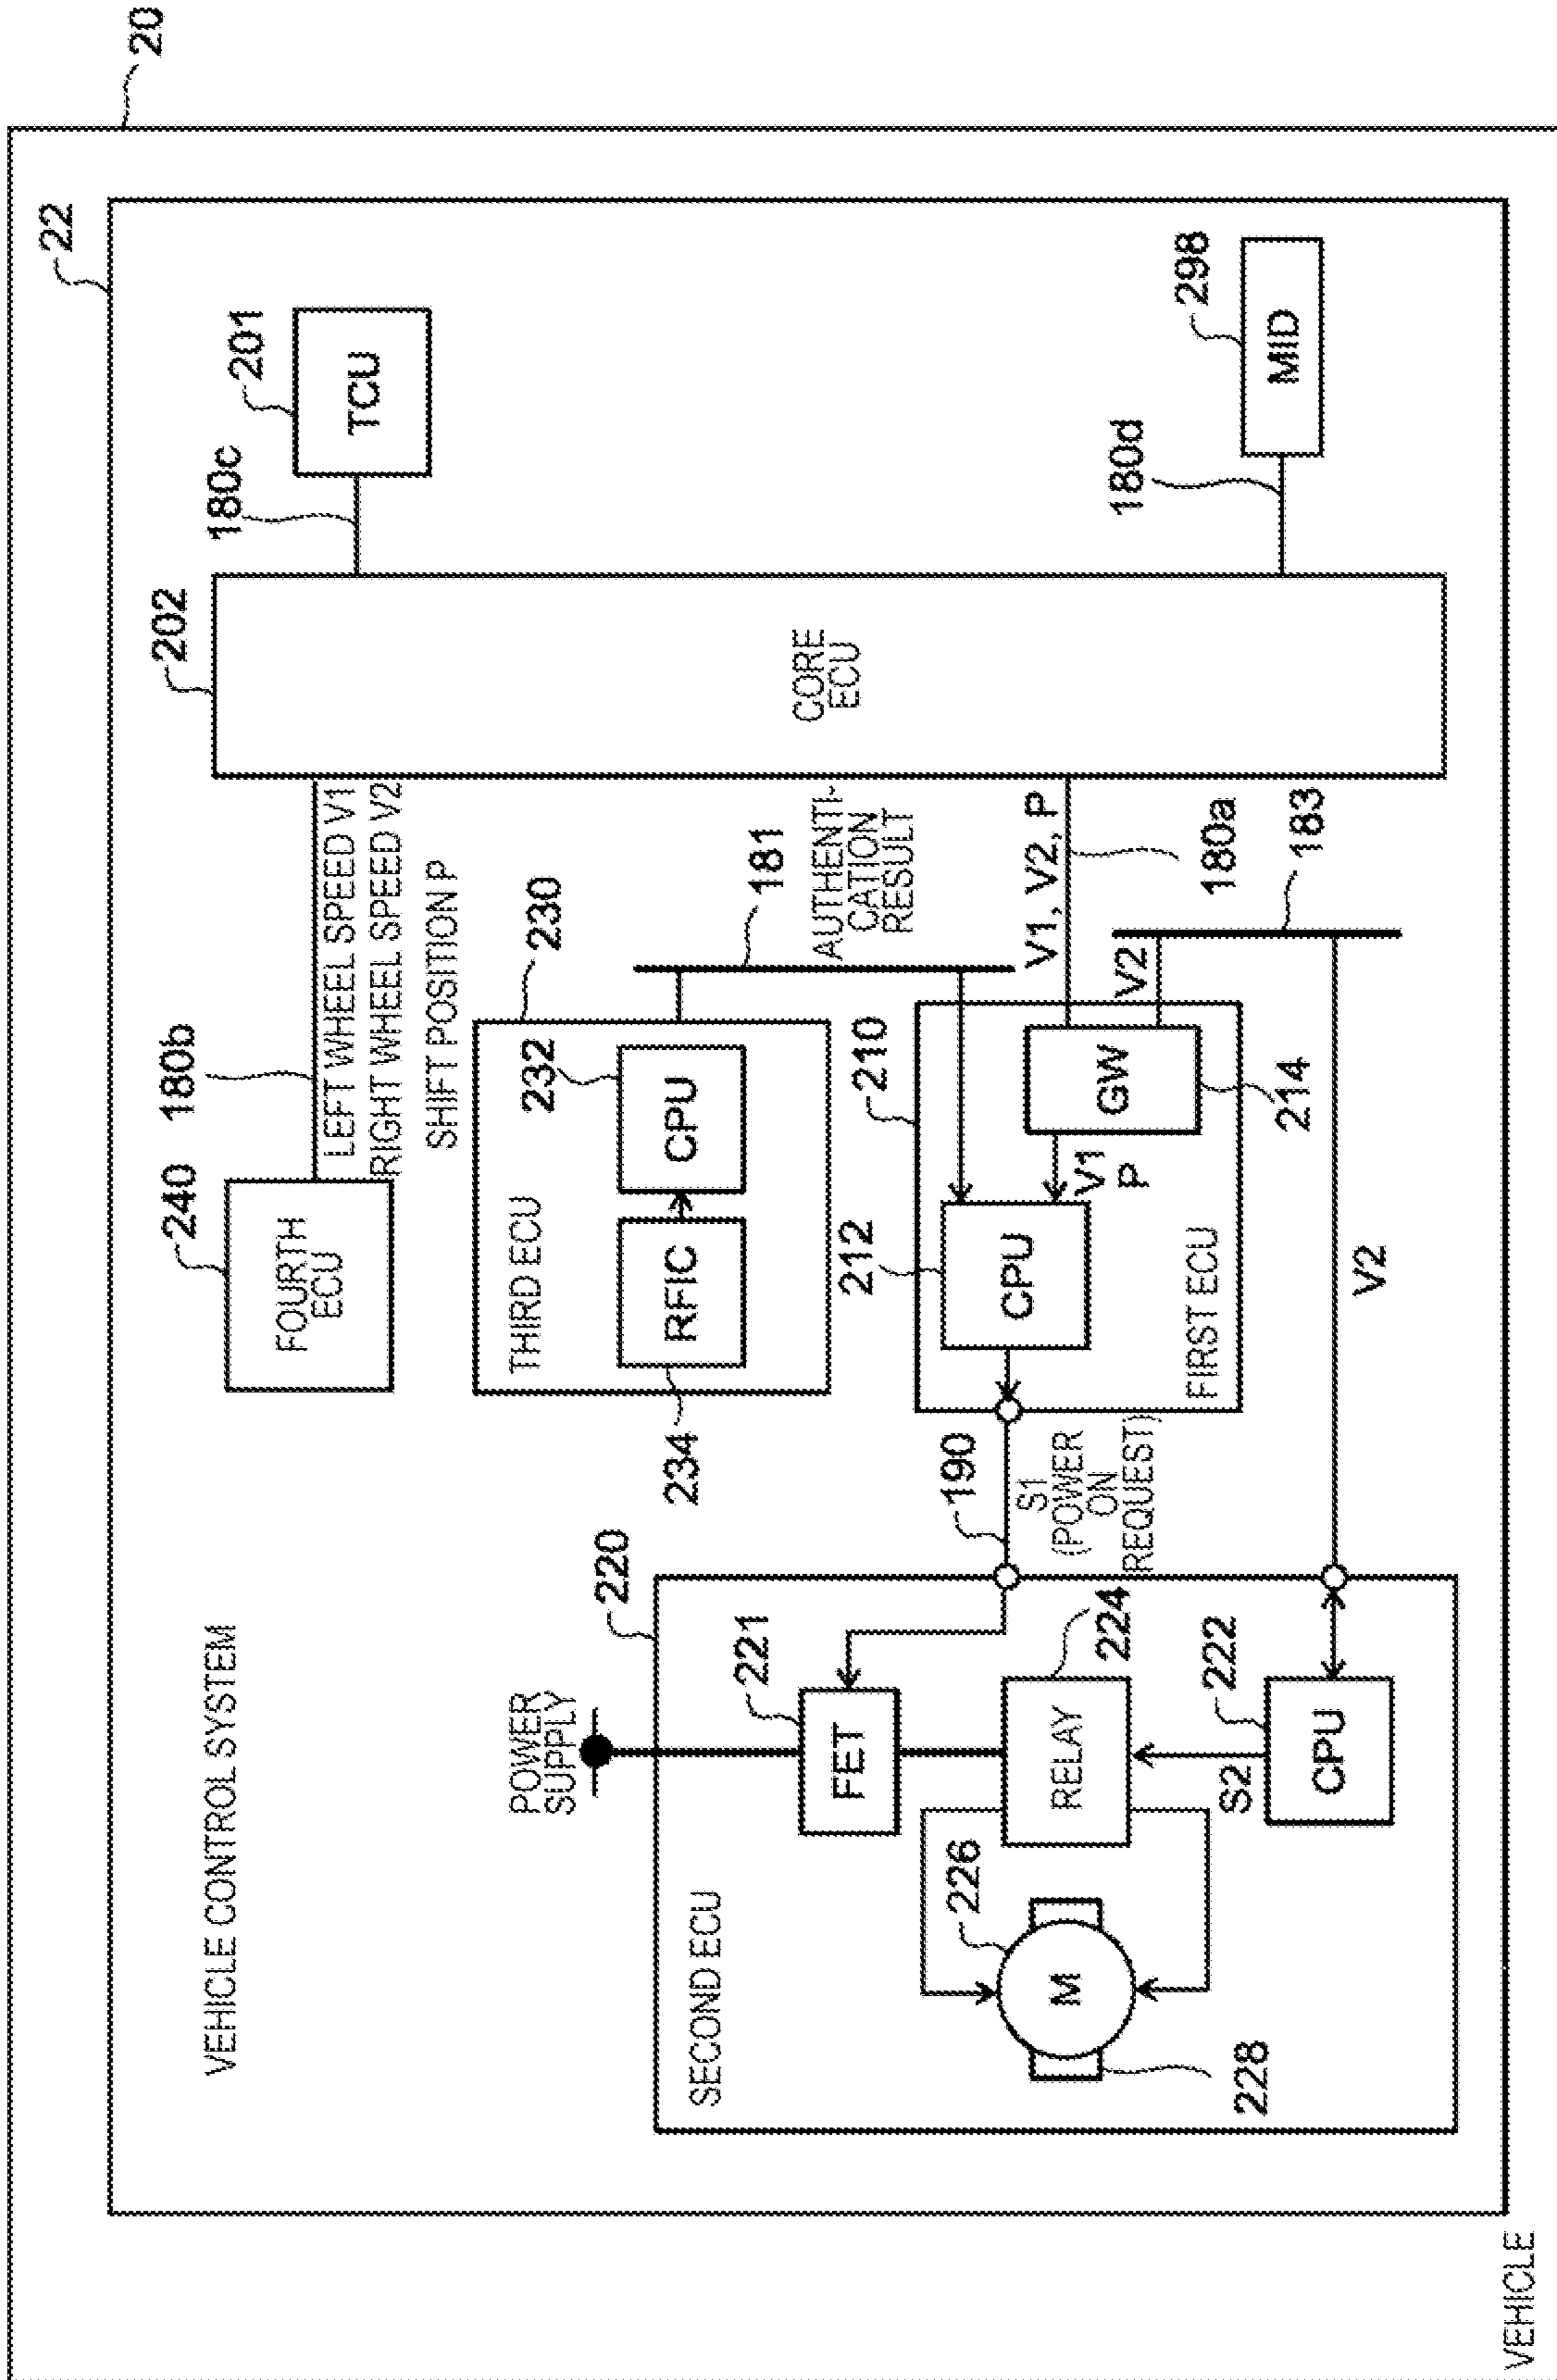 20
22
VEHICLE CONTROL SYSTEM
240
FOURTH
ECU
180b
LEFT WHEEL SPEED V1
RIGHT WHEEL SPEED V2
SHIFT POSITION P
202
CORE
ECU
180c
201
TCU
180d
298
MID
THIRD ECU
230
232
CPU
RFIC
234
181
AUTHENTI-
CATION
RESULT
V1, V2, P
180a
183
V2
210
212
CPU
GW
214
V1
P
FIRST ECU
190
S1
(POWER
ON
REQUEST)
V2
POWER
SUPPLY
220
SECOND ECU
221
FET
224
RELAY
226
M
228
S2
222
CPU
VEHICLE